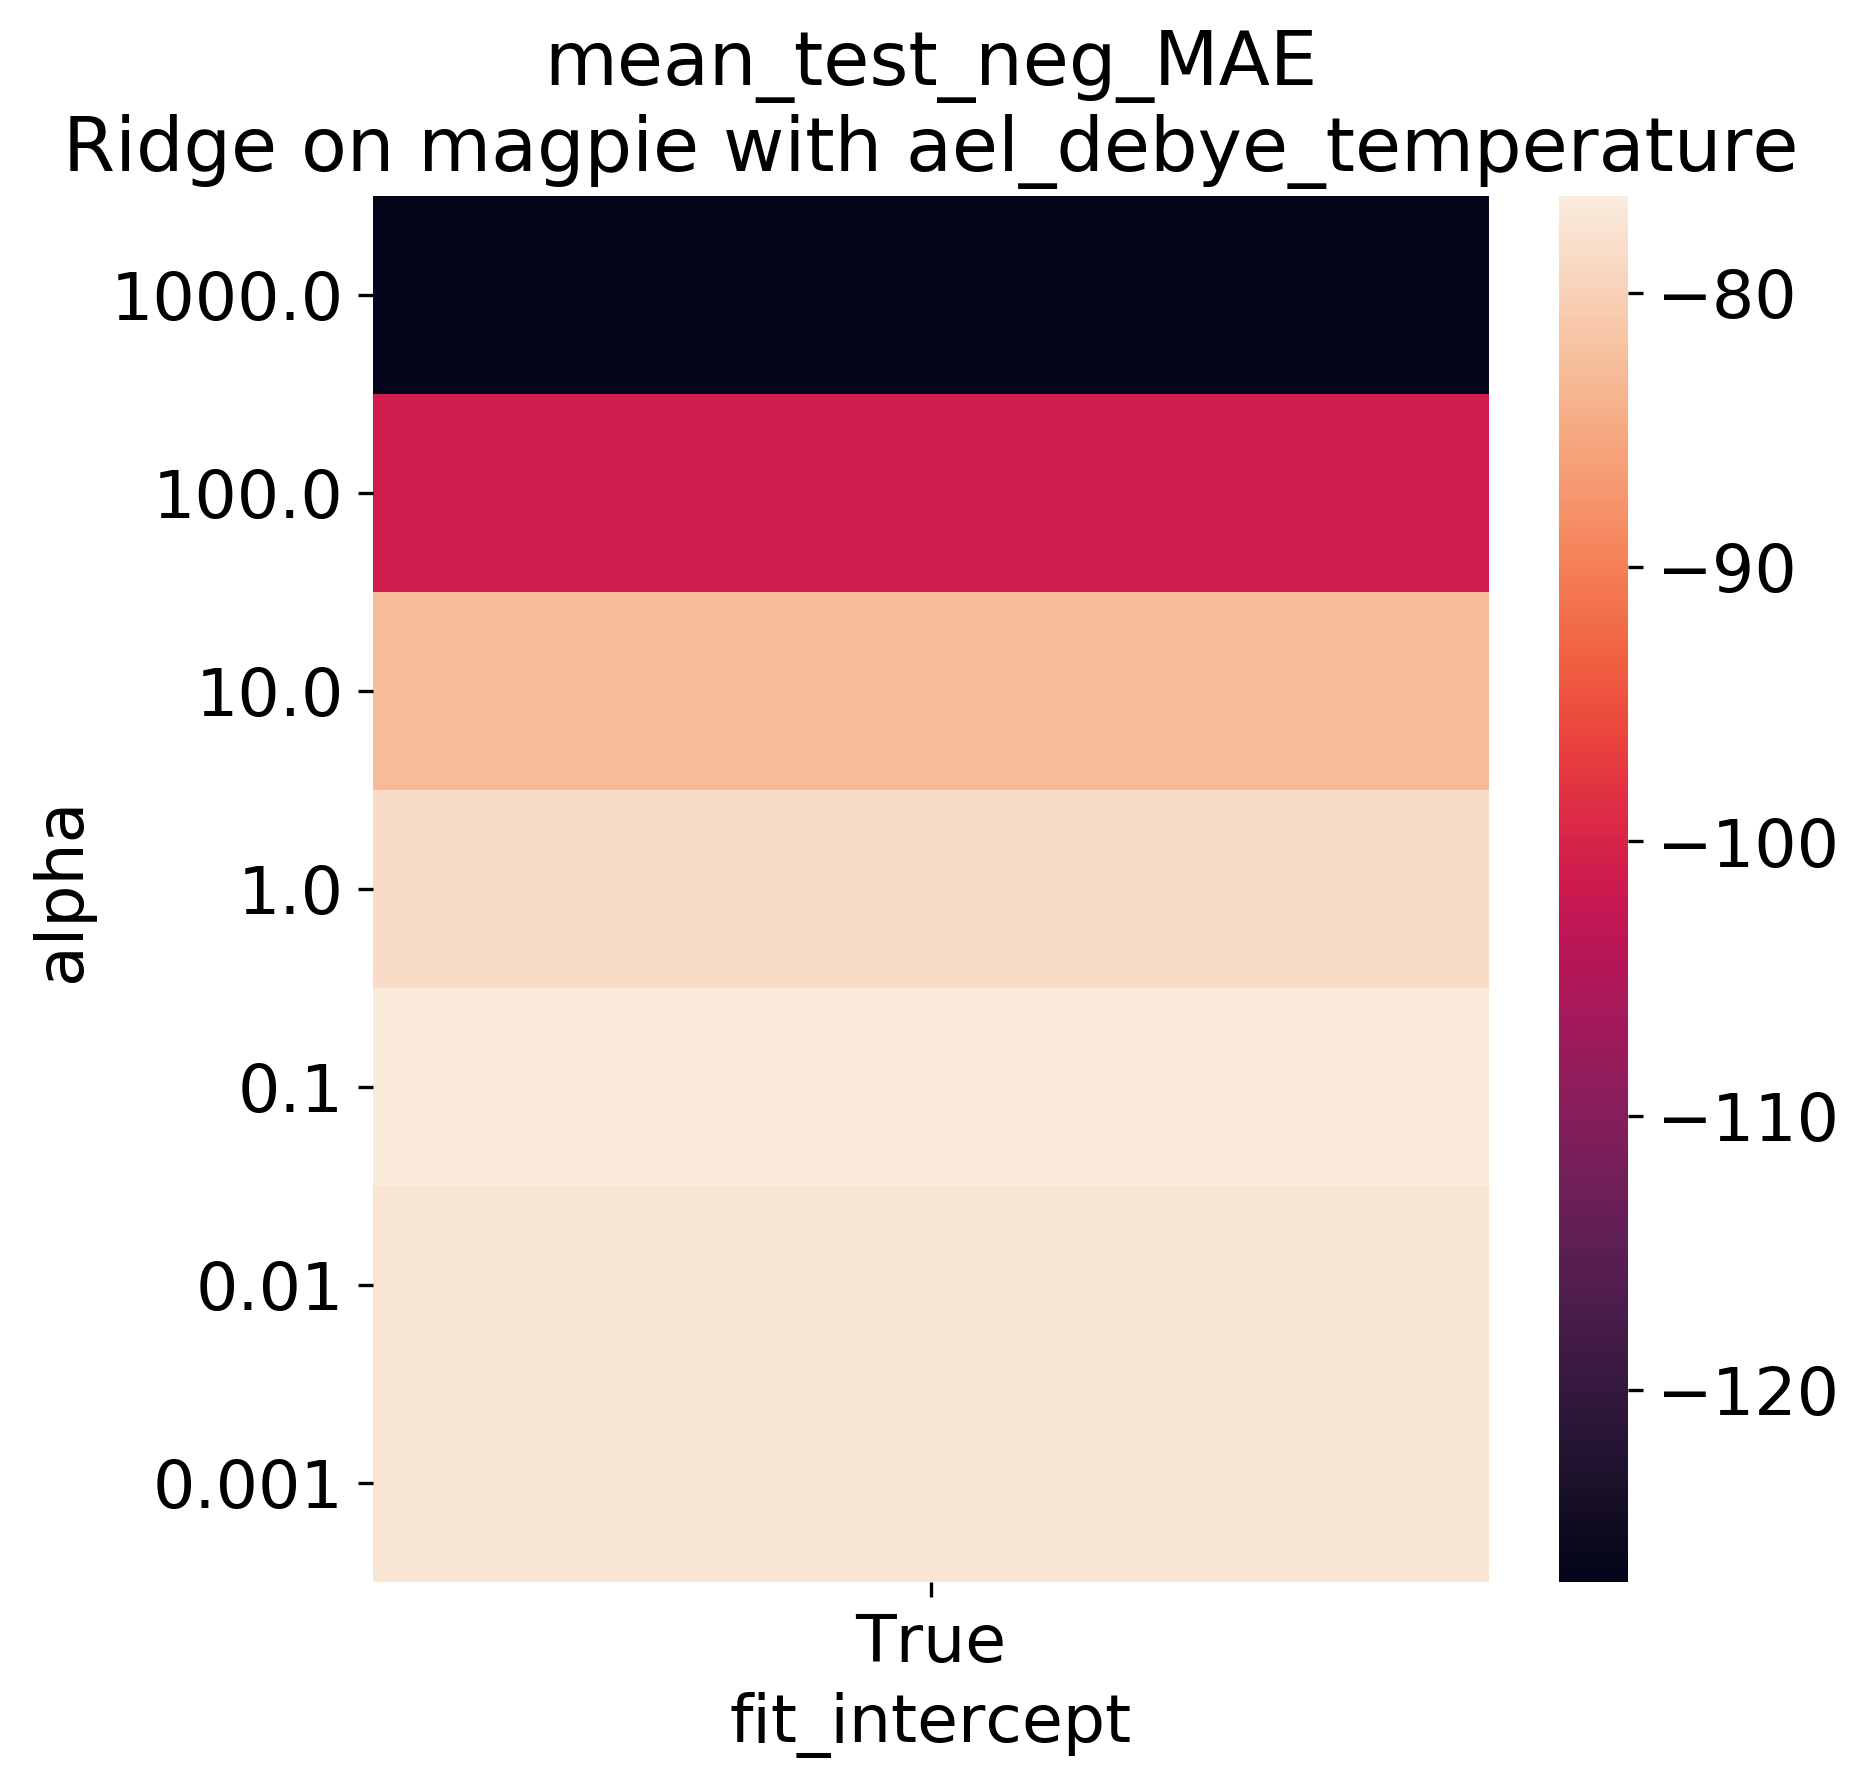 mean_test_neg_MAE
Ridge on magpie with ael_debye_temperature
alpha
1000.0
100.0
10.0
1.0
0.1
0.01
0.001
True
fit_intercept
−80
−90
−100
−110
−120